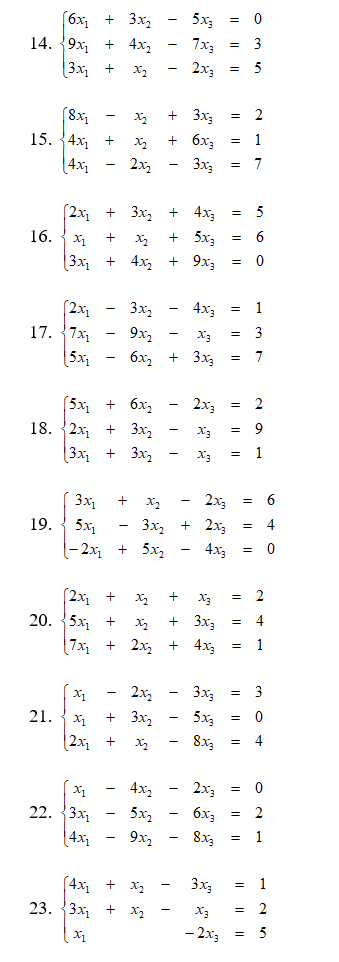 6x₁ + 3x₂ − 5x₃ = 0
14. 9x₁ + 4x₂ − 7x₃ = 3
3x₁ + x₂ − 2x₃ = 5
8x₁ − x₂ + 3x₃ = 2
15. 4x₁ + x₂ + 6x₃ = 1
4x₁ − 2x₂ − 3x₃ = 7
2x₁ + 3x₂ + 4x₃ = 5
16. x₁ + x₂ + 5x₃ = 6
3x₁ + 4x₂ + 9x₃ = 0
2x₁ − 3x₂ − 4x₃ = 1
17. 7x₁ − 9x₂ − x₃ = 3
5x₁ − 6x₂ + 3x₃ = 7
5x₁ + 6x₂ − 2x₃ = 2
18. 2x₁ + 3x₂ − x₃ = 9
3x₁ + 3x₂ − x₃ = 1
3x₁ + x₂ − 2x₃ = 6
19. 5x₁ − 3x₂ + 2x₃ = 4
−2x₁ + 5x₂ − 4x₃ = 0
2x₁ + x₂ + x₃ = 2
20. 5x₁ + x₂ + 3x₃ = 4
7x₁ + 2x₂ + 4x₃ = 1
x₁ − 2x₂ − 3x₃ = 3
21. x₁ + 3x₂ − 5x₃ = 0
2x₁ + x₂ − 8x₃ = 4
x₁ − 4x₂ − 2x₃ = 0
22. 3x₁ − 5x₂ − 6x₃ = 2
4x₁ − 9x₂ − 8x₃ = 1
4x₁ + x₂ − 3x₃ = 1
23. 3x₁ + x₂ − x₃ = 2
x₁ −2x₃ = 5